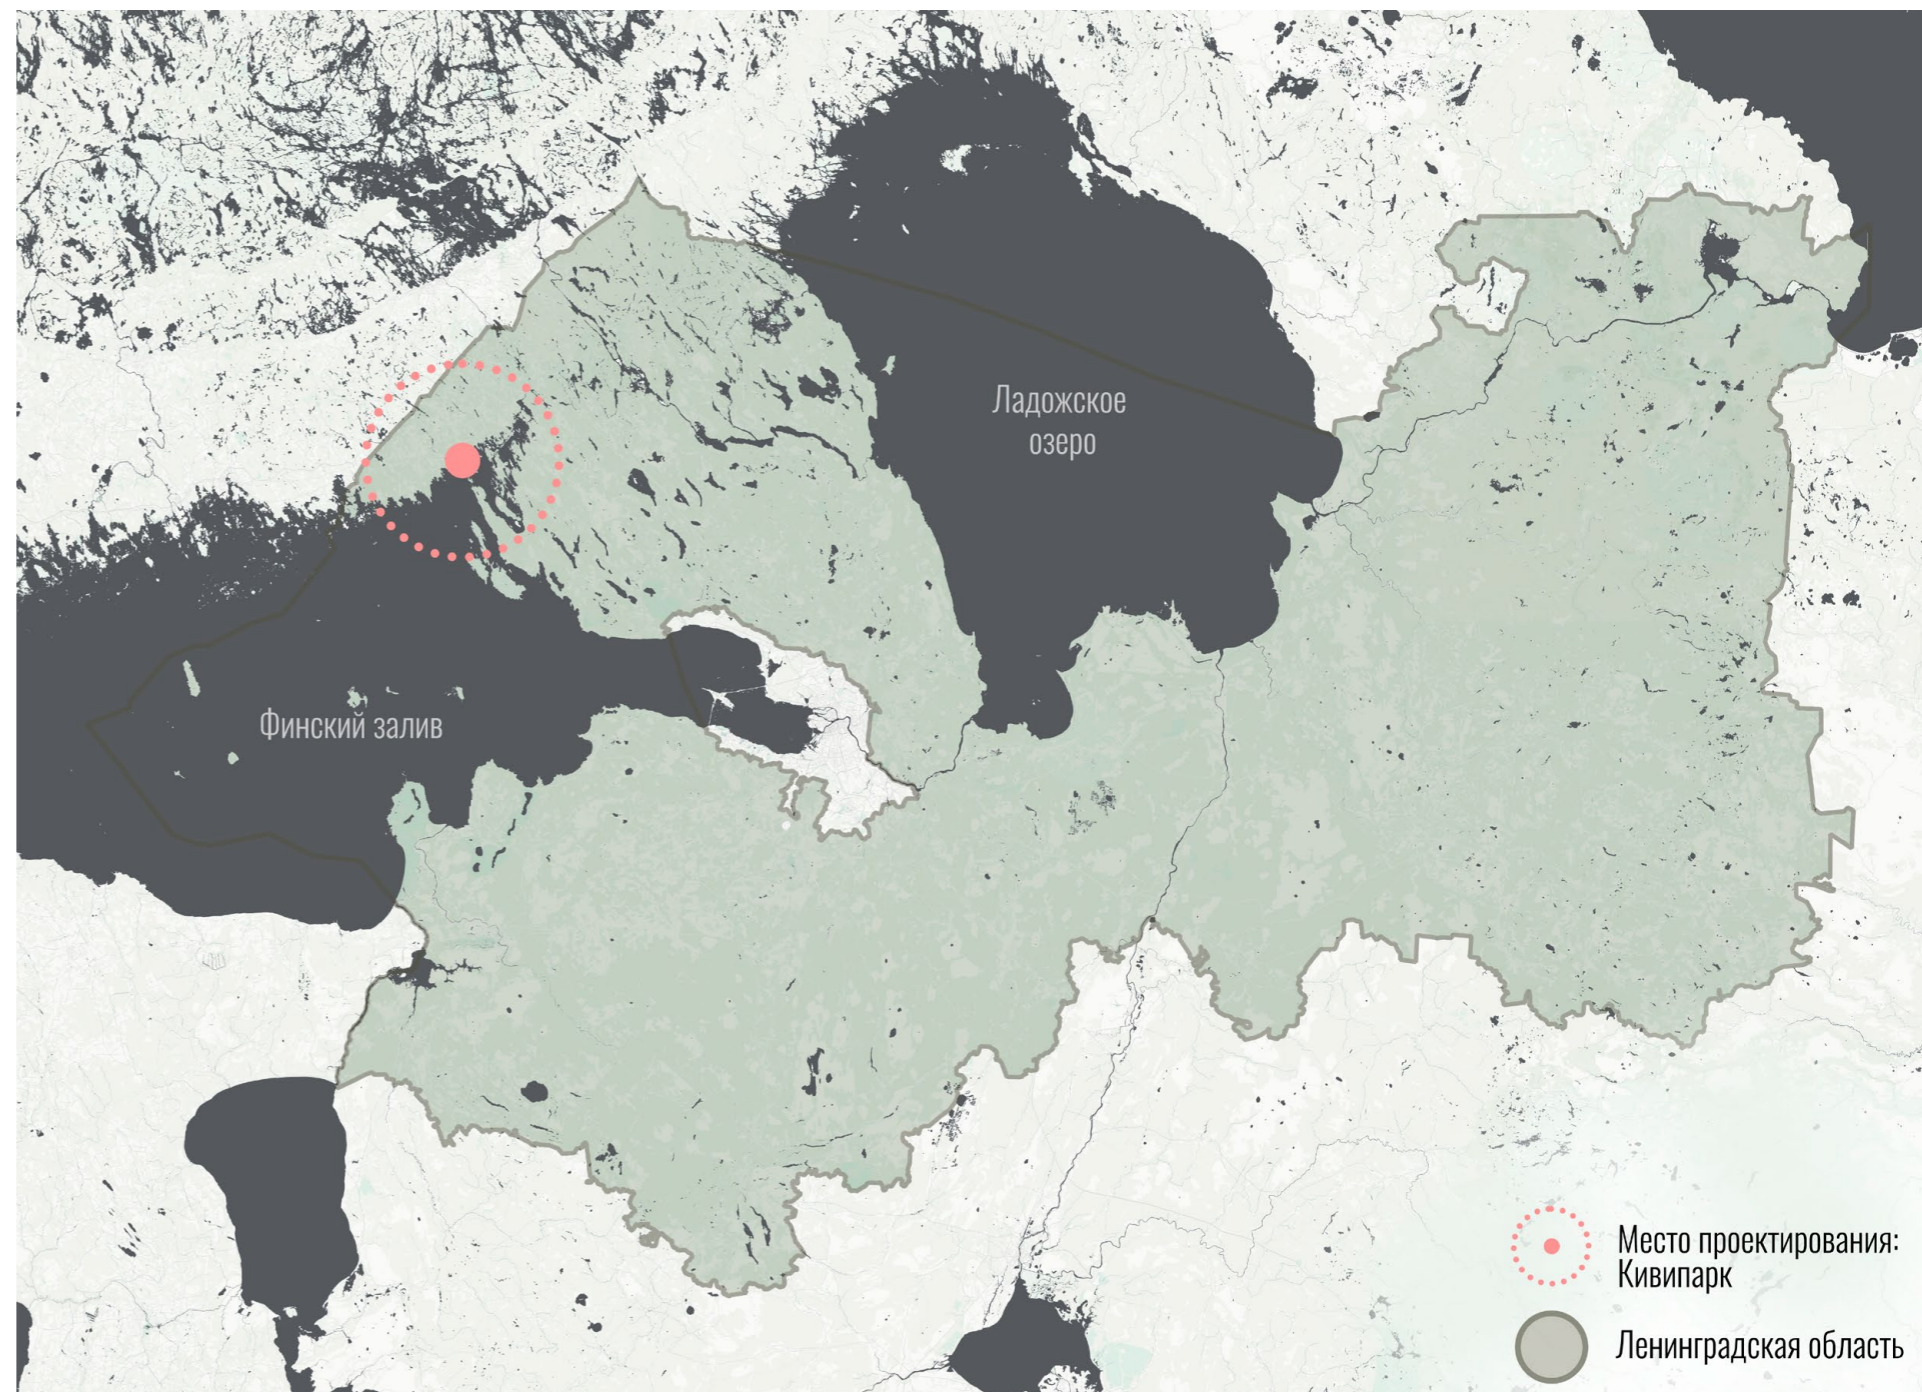 Ладожское
озеро
Финский залив
Место проектирования:
Кивипарк
Ленинградская область